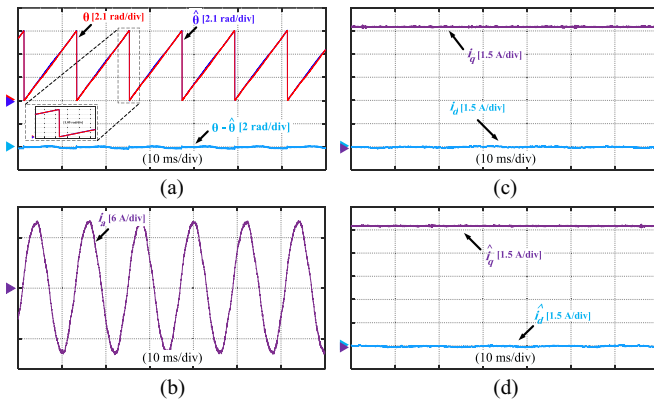 θ [2.1 rad/div]
θ̂ [2.1 rad/div]
θ - θ̂ [2 rad/div]
(10 ms/div)
(a)
i_a [6 A/div]
(10 ms/div)
(b)
i_q [1.5 A/div]
i_d [1.5 A/div]
(10 ms/div)
(c)
î_q [1.5 A/div]
î_d [1.5 A/div]
(10 ms/div)
(d)